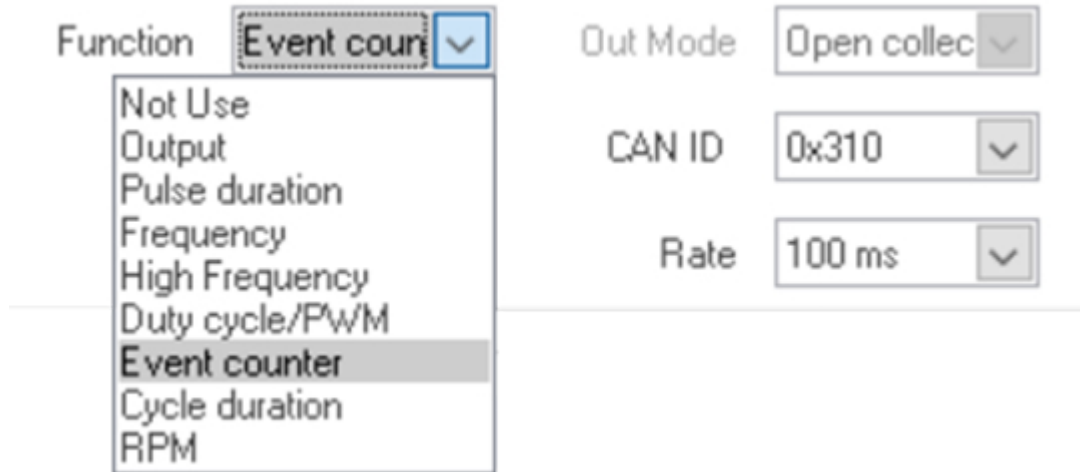 Function Event coun Out Mode Open collec
Not Use
Output
CAN ID 0x310
Pulse duration
Frequency
Rate 100 ms
High Frequency
Duty cycle/PWM
Event counter
Cycle duration
RPM